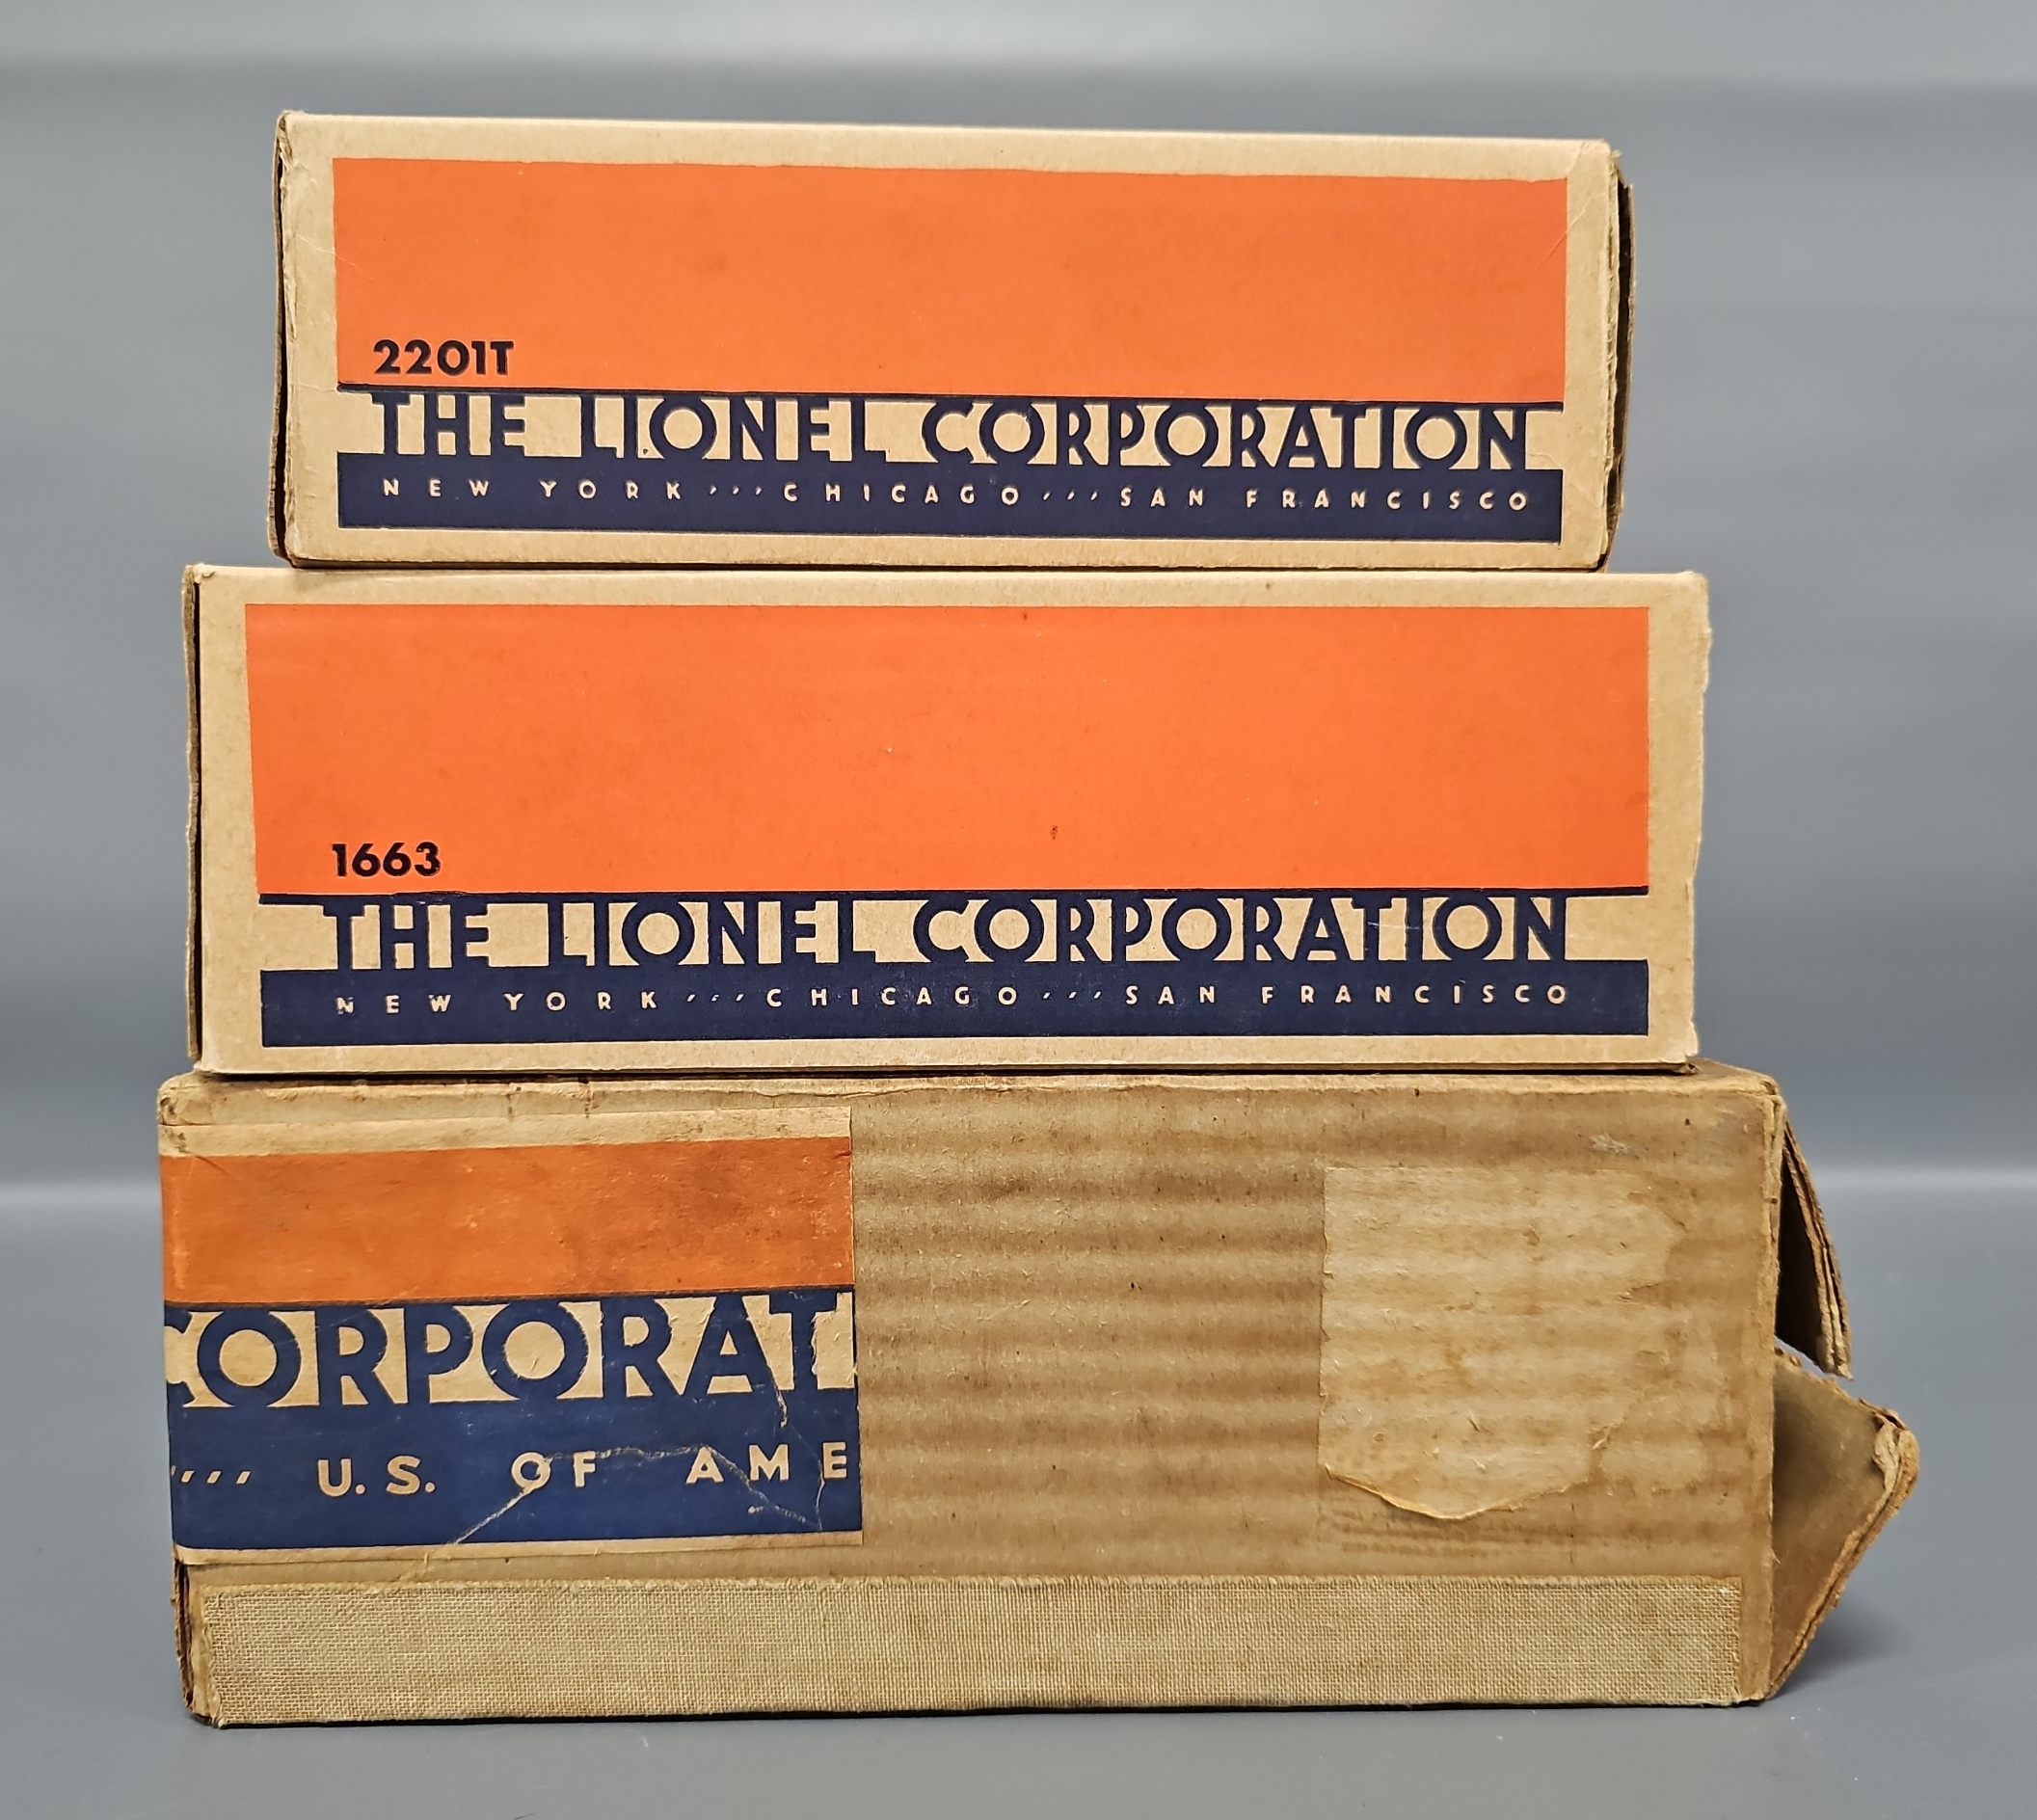 2201T
THE LIONEL CORPORATION
NEW YORK ,,, CHICAGO ,,, SAN FRANCISCO
1663
THE LIONEL CORPORATION
NEW YORK ,,, CHICAGO ,,, SAN FRANCISCO
CORPORAT
,,,, U.S. OF AME